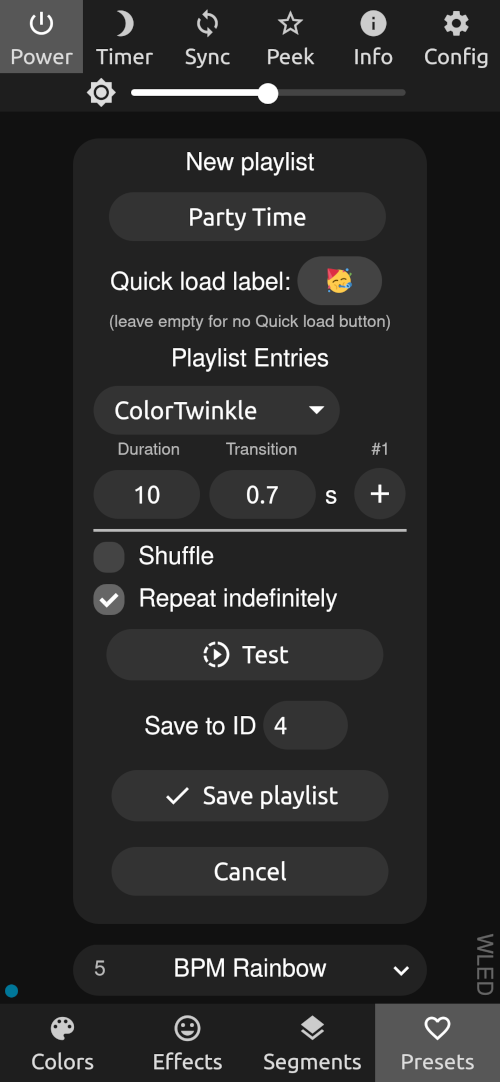 Power Timer Sync Peek Info Config
New playlist
Party Time
Quick load label: 🥳
(leave empty for no Quick load button)
Playlist Entries
ColorTwinkle
Duration Transition #1
10 0.7 s +
Shuffle
Repeat indefinitely
Test
Save to ID 4
Save playlist
Cancel
5 BPM Rainbow
WLED
Colors Effects Segments Presets